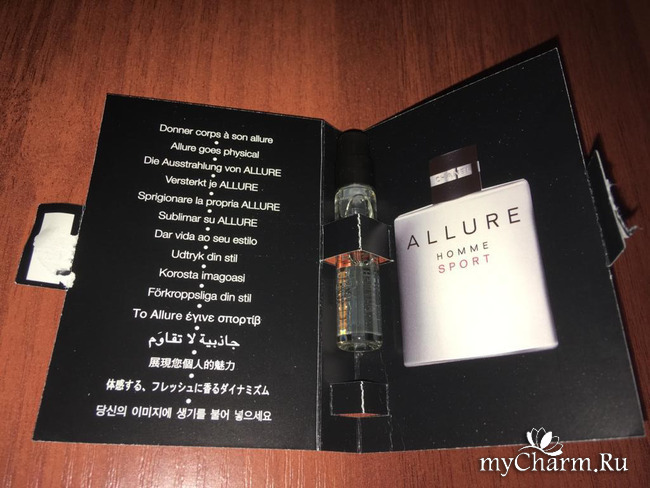 Donner corps à son allure
Allure goes physical
Die Ausstrahlung von ALLURE
Versterkt je ALLURE
Sprigionare la propria ALLURE
Sublimar su ALLURE
Dar vida ao seu estilo
Udtryk din stil
Korosta imagoasi
Förkroppsliga din stil
Το Allure έγινε σπορτίβ
جاذبية لا تقاوَم
展現您個人的魅力
体感する、フレッシュに香るダイナミズム
당신의 이미지에 생기를 불어 넣으세요
CHANEL
ALLURE
HOMME
SPORT
myCharm.Ru